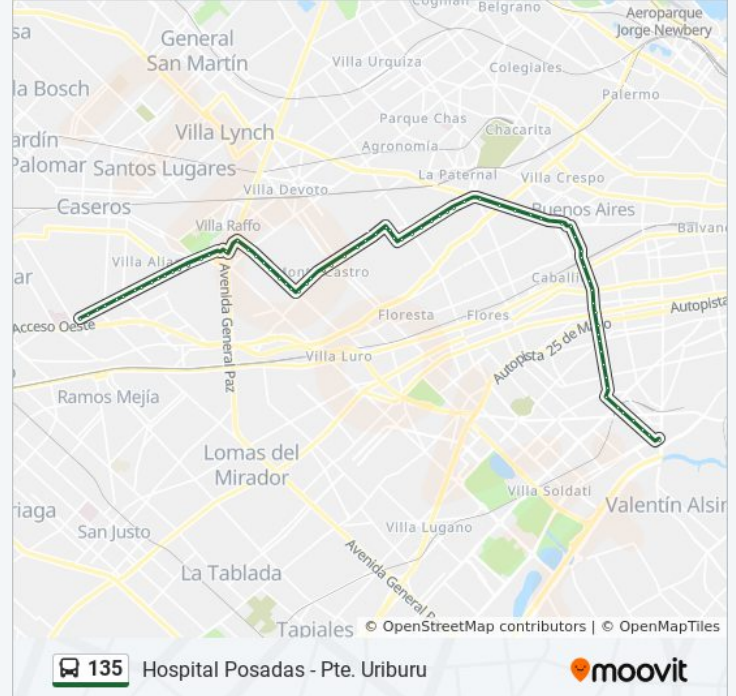 Coghlan
Belgrano
Aeroparque
Jorge Newbery
sa
General
San Martín
Villa Urquiza
Colegiales
la Bosch
Palermo
Parque Chas
Chacarita
Villa Lynch
Agronomía
ardín
Palomar
Santos Lugares
La Paternal
Villa Crespo
Villa Devoto
Caseros
Buenos Aires
Villa Raffo
Balvane
ar
Monte Castro
Caballi
Acceso Oeste
Avenida General Paz
Floresta
Flores
Autopista
Autopista 25 de Mayo
Villa Luro
Ramos Mejía
Lomas del
Mirador
Villa Soldati
riaga
Valentín Alsin
San Justo
Villa Lugano
La Tablada
Avenida General P
Tapiales
© OpenStreetMap contributors | © OpenMapTiles
135
Hospital Posadas - Pte. Uriburu
moovit